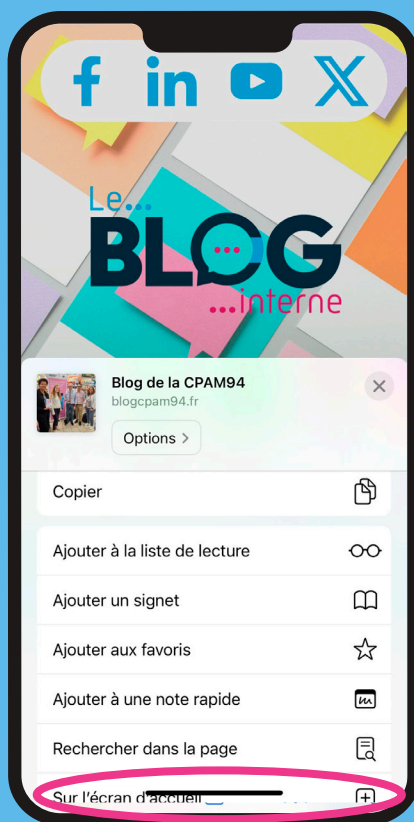 f in X
Le...
BLOG
...interne
Blog de la CPAM94
blogcpam94.fr
Options >
Copier
Ajouter à la liste de lecture
Ajouter un signet
Ajouter aux favoris
Ajouter à une note rapide
Rechercher dans la page
Sur l'écran d'accueil